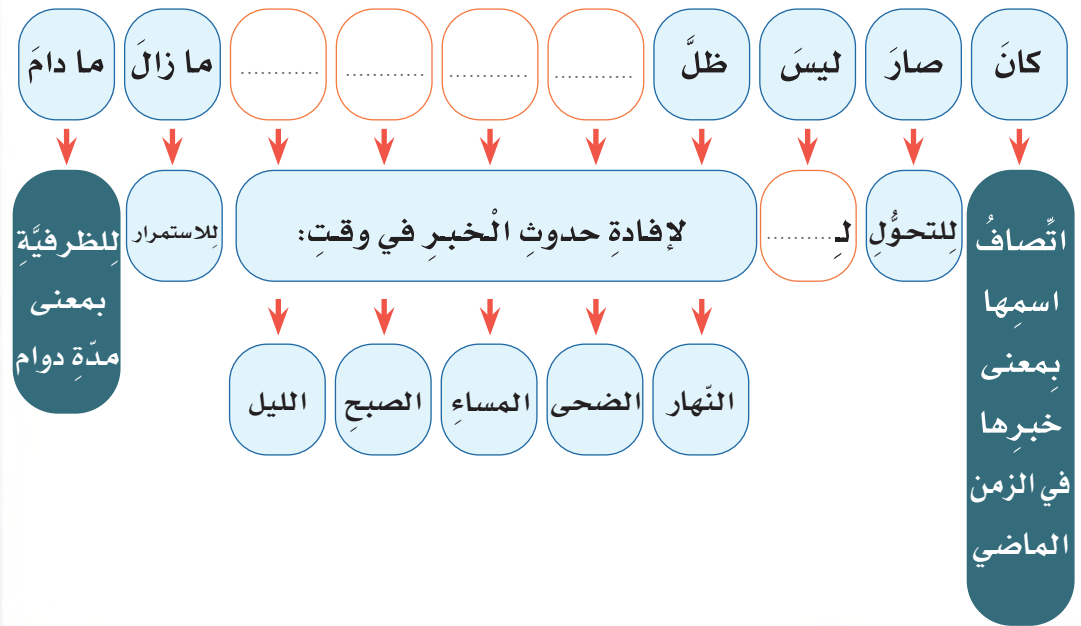 كانَ
صارَ
ليسَ
ظلَّ
............
............
............
............
ما زالَ
ما دامَ
اتِّصافُ
اسمِها
بِمعنى
خبرِها
في الزمن
الماضي
لِلتحوُّلِ
لِـ ..........
لإفادةِ حدوثِ الْخبرِ في وقتِ:
لِلاستمرار
لِلظرفيَّةِ
بمعنى
مدّةِ دوام
النّهار
الضحى
المساءِ
الصبحِ
الليل